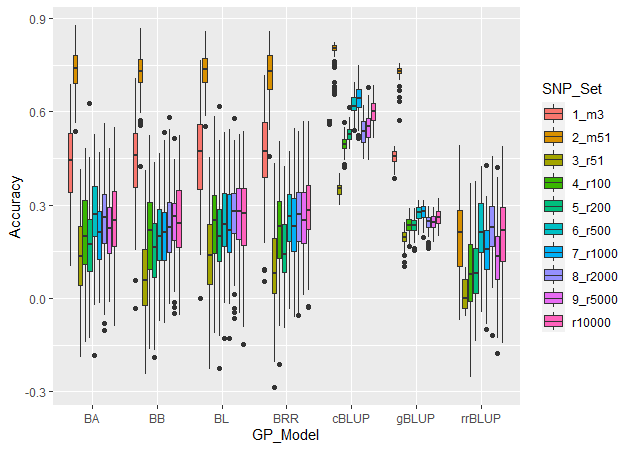 Accuracy
0.9
0.6
0.3
0.0
-0.3
BA
BB
BL
BRR
cBLUP
gBLUP
rrBLUP
GP_Model
SNP_Set
1_m3
2_m51
3_r51
4_r100
5_r200
6_r500
7_r1000
8_r2000
9_r5000
r10000